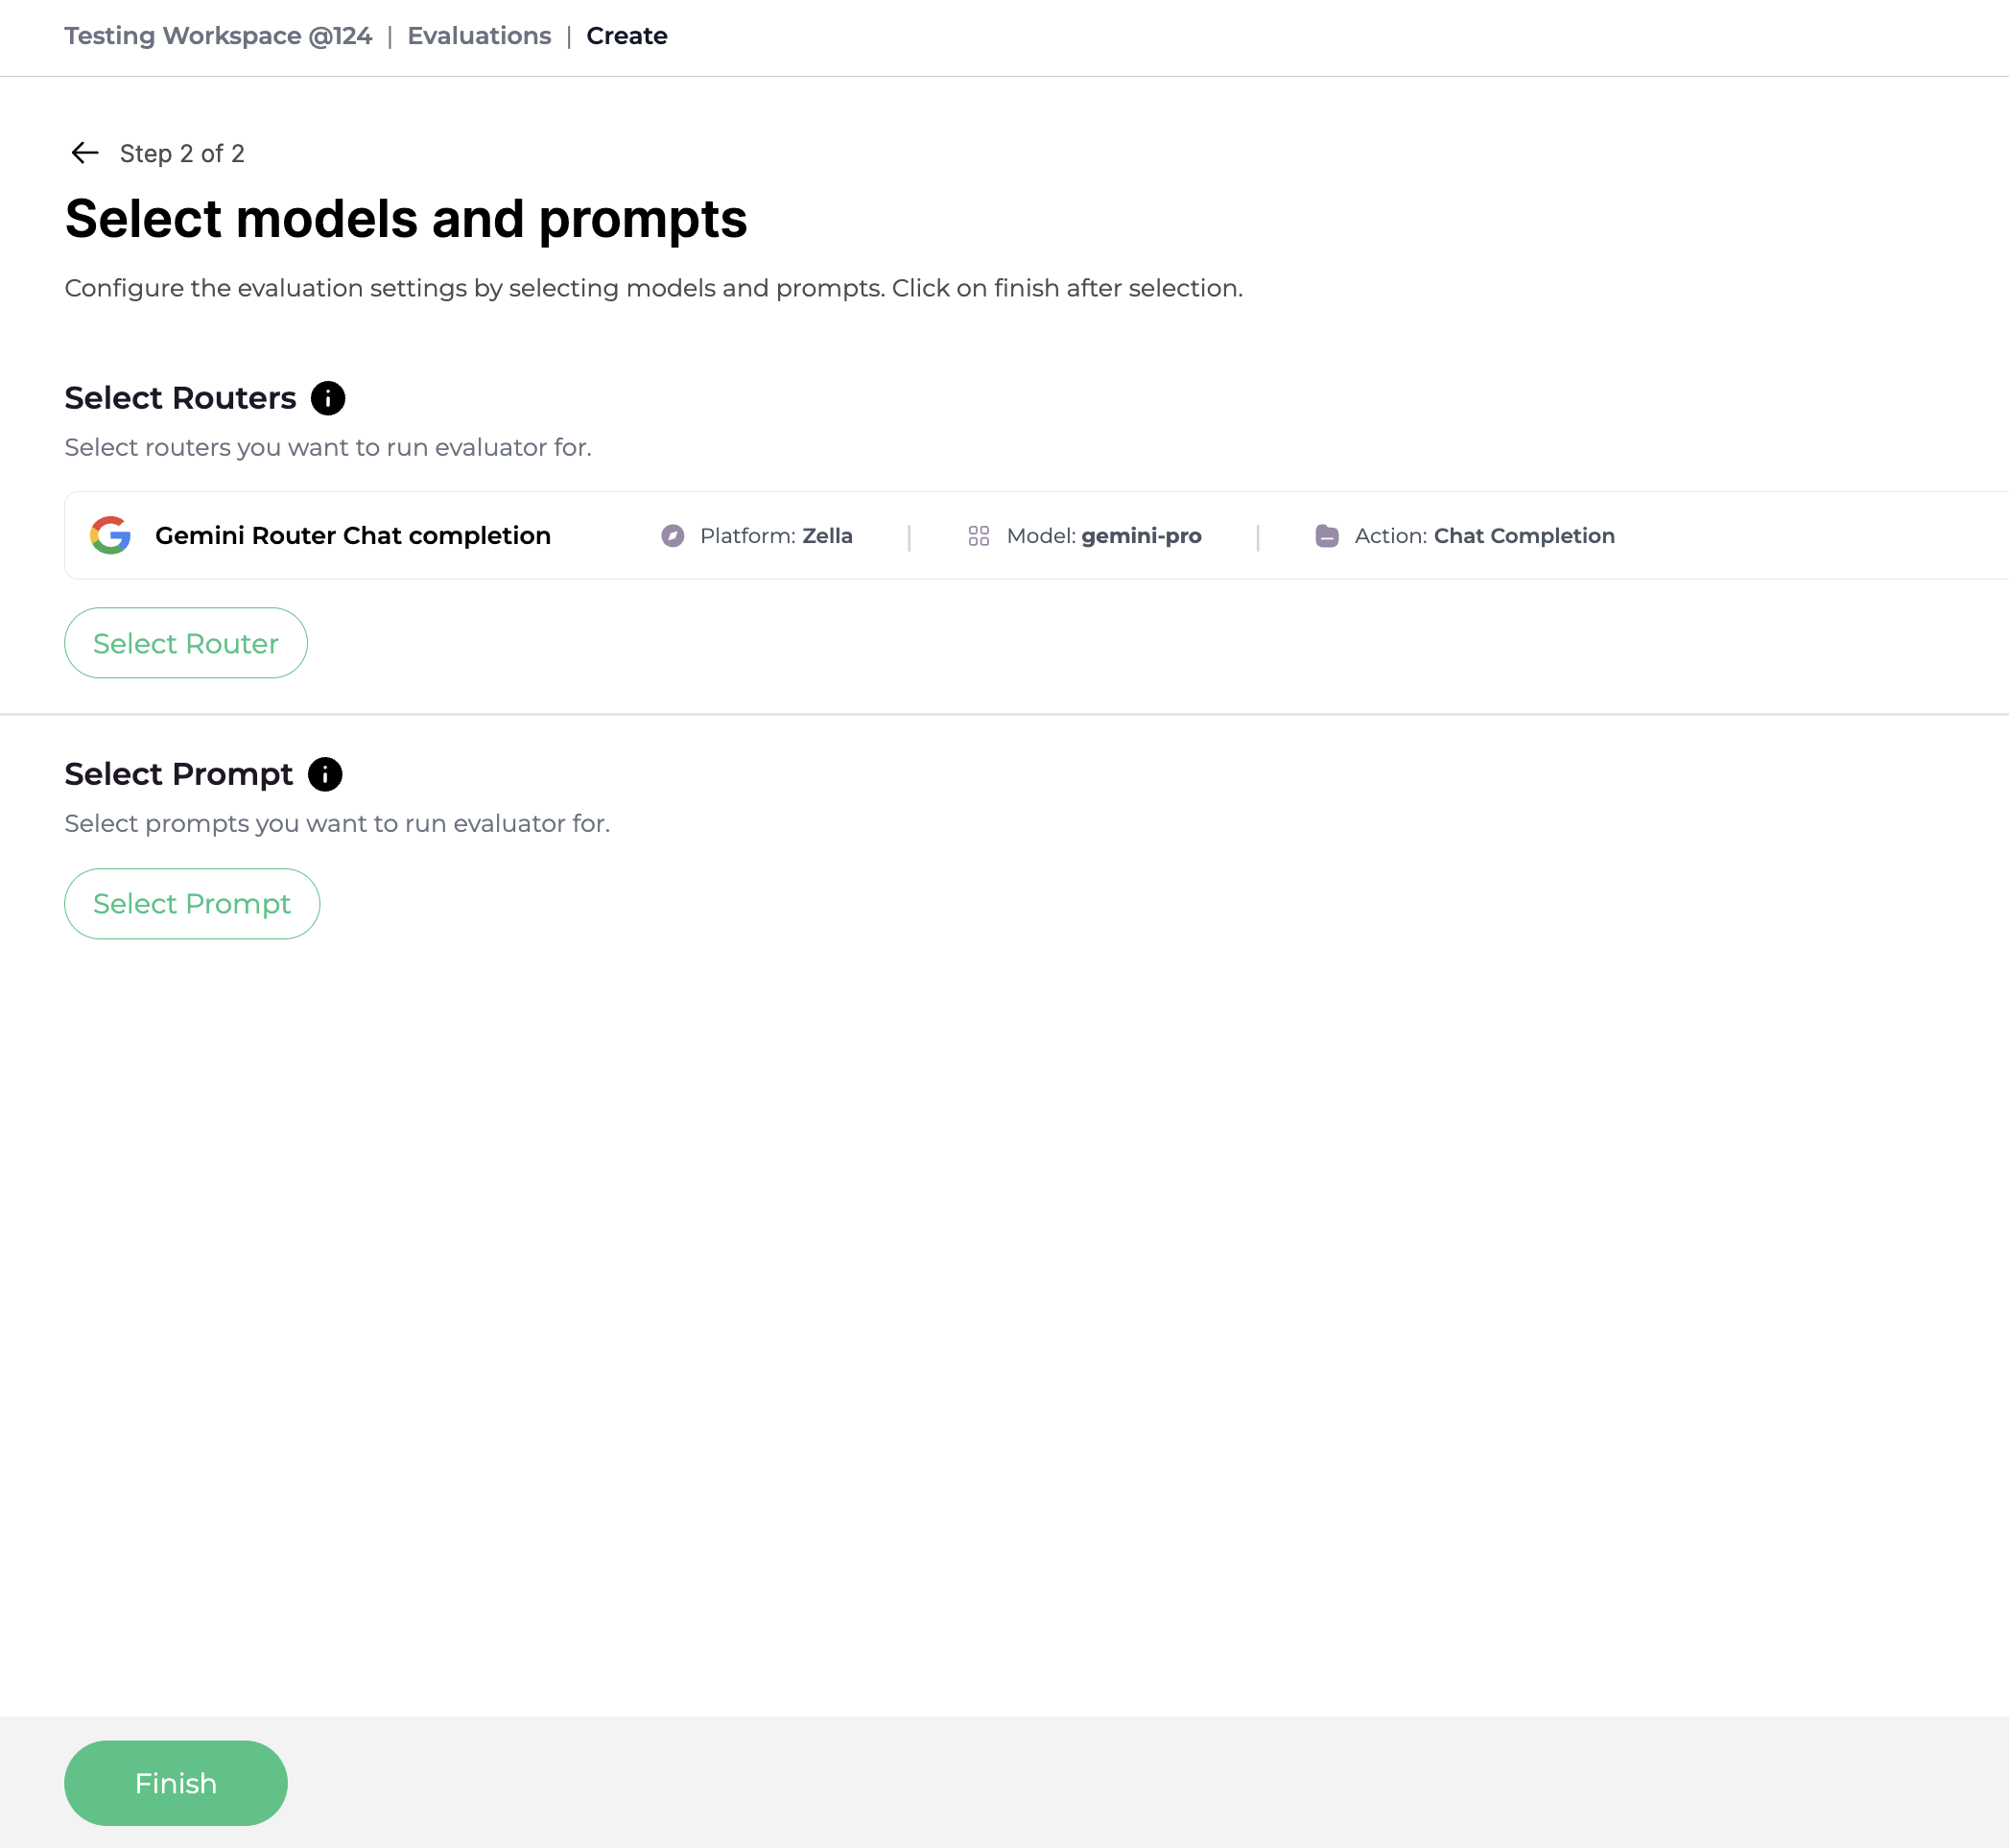 Testing Workspace @124 | Evaluations | Create
Step 2 of 2
Select models and prompts
Configure the evaluation settings by selecting models and prompts. Click on finish after selection.
Select Routers
Select routers you want to run evaluator for.
Gemini Router Chat completion Platform: Zella | Model: gemini-pro | Action: Chat Completion
Select Router
Select Prompt
Select prompts you want to run evaluator for.
Select Prompt
Finish